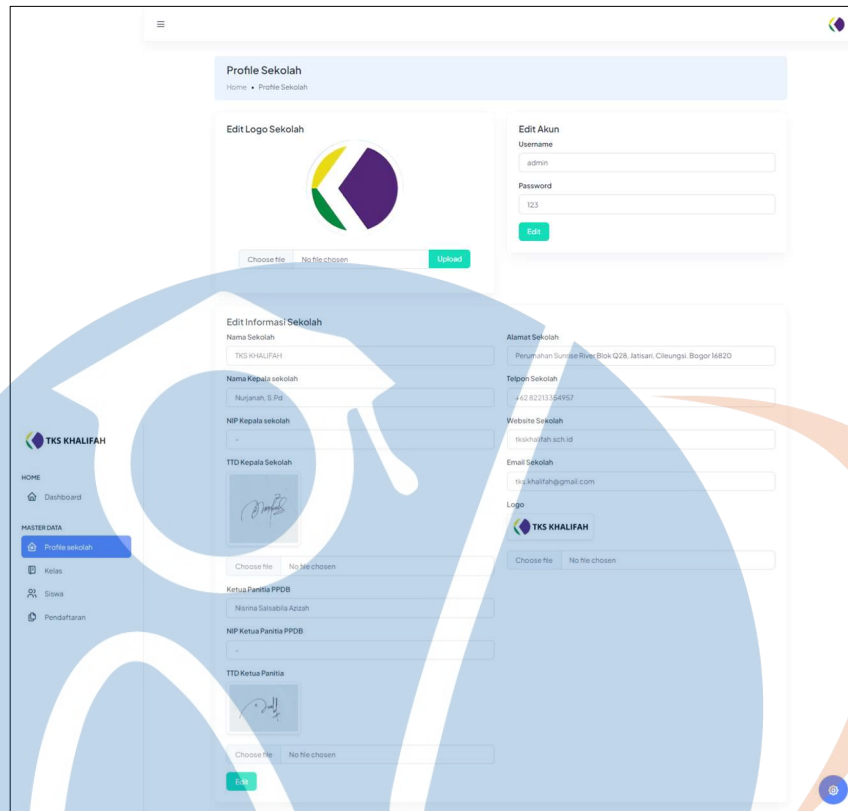 Profile Sekolah
Home • Profile Sekolah
Edit Logo Sekolah
Choose file No file chosen Upload
Edit Akun
Username
admin
Password
123
Edit
Edit Informasi Sekolah
Nama Sekolah
TKS KHALIFAH
Nama Kepala sekolah
Nurjanah, S.Pd
NIP Kepala sekolah
-
TTD Kepala Sekolah
Choose file No file chosen
Ketua Panitia PPDB
Nisrina Salsabila Azizah
NIP Ketua Panitia PPDB
-
TTD Ketua Panitia
Choose file No file chosen
Edit
Alamat Sekolah
Perumahan Sunrise River Blok Q28, Jatisari, Cileungsi, Bogor 16820
Telpon Sekolah
+62 82213364957
Website Sekolah
tkskhalifah.sch.id
Email Sekolah
tks.khalifah@gmail.com
Logo
TKS KHALIFAH
Choose file No file chosen
TKS KHALIFAH
HOME
Dashboard
MASTER DATA
Profile sekolah
Kelas
Siswa
Pendaftaran